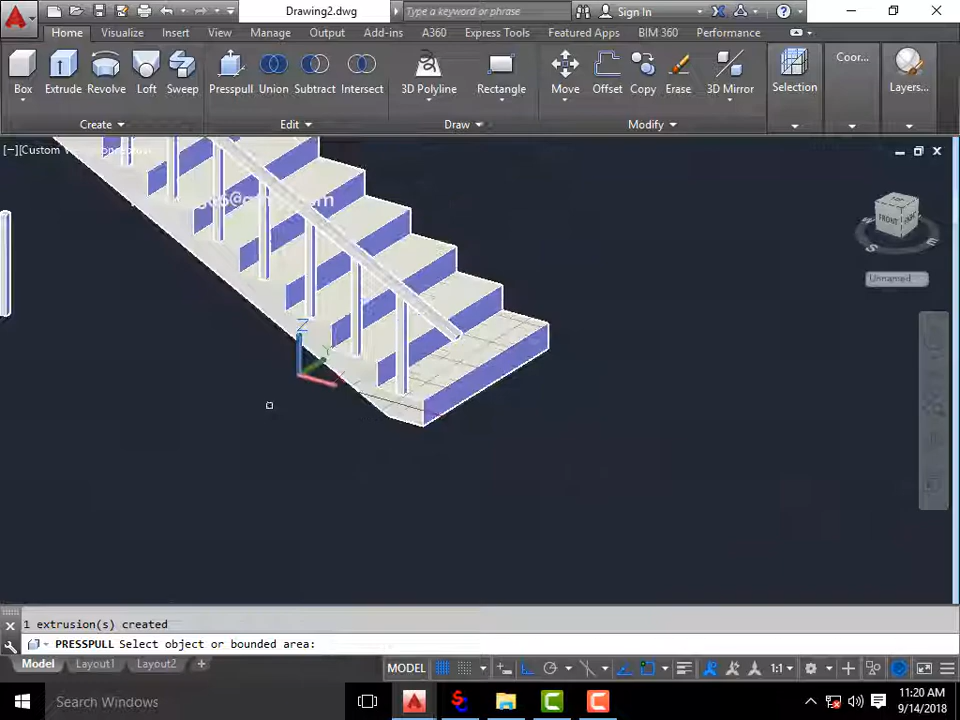 Drawing2.dwg
Type a keyword or phrase
Sign In
Home Insert View Manage Output Add-ins A360 Express Tools Featured Apps BIM 360 Performance
Visualize
Box Extrude Revolve Loft Sweep Presspull Union Subtract Intersect 3D Polyline Rectangle Move Offset Copy Erase 3D Mirror Selection Coor... Layers...
Create Edit Draw Modify
[−][Custom
TOP
FRONT
S E
Unnamed
Z
1 extrusion(s) created
PRESSPULL Select object or bounded area:
Model Layout1 Layout2 +
MODEL 1:1
Search Windows
11:20 AM
9/14/2018